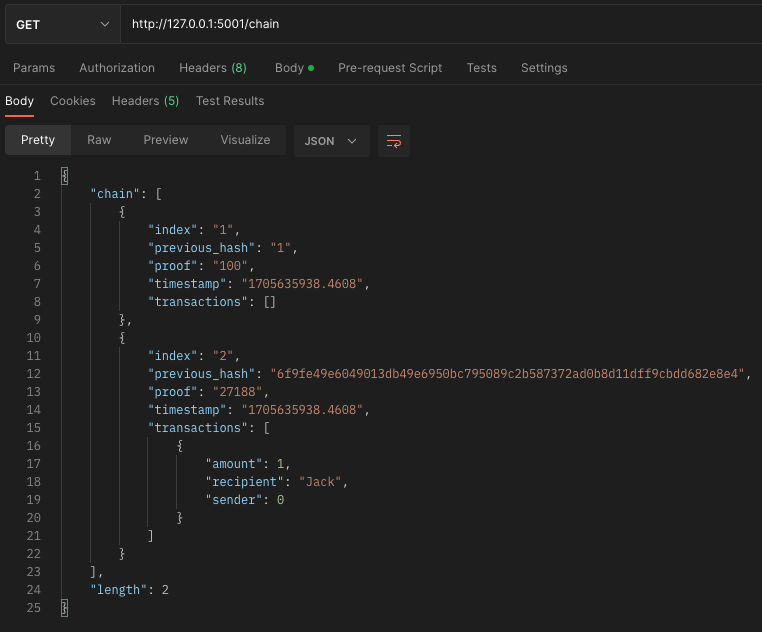 GET http://127.0.0.1:5001/chain
Params Authorization Headers (8) Body Pre-request Script Tests Settings
Body Cookies Headers (5) Test Results
Pretty Raw Preview Visualize JSON
1 {
2 "chain": [
3 {
4 "index": "1",
5 "previous_hash": "1",
6 "proof": "100",
7 "timestamp": "1705635938.4608",
8 "transactions": []
9 },
10 {
11 "index": "2",
12 "previous_hash": "6f9fe49e6049013db49e6950bc795089c2b587372ad0b8d11dff9cbdd682e8e4",
13 "proof": "27188",
14 "timestamp": "1705635938.4608",
15 "transactions": [
16 {
17 "amount": 1,
18 "recipient": "Jack",
19 "sender": 0
20 }
21 ]
22 }
23 ],
24 "length": 2
25 }